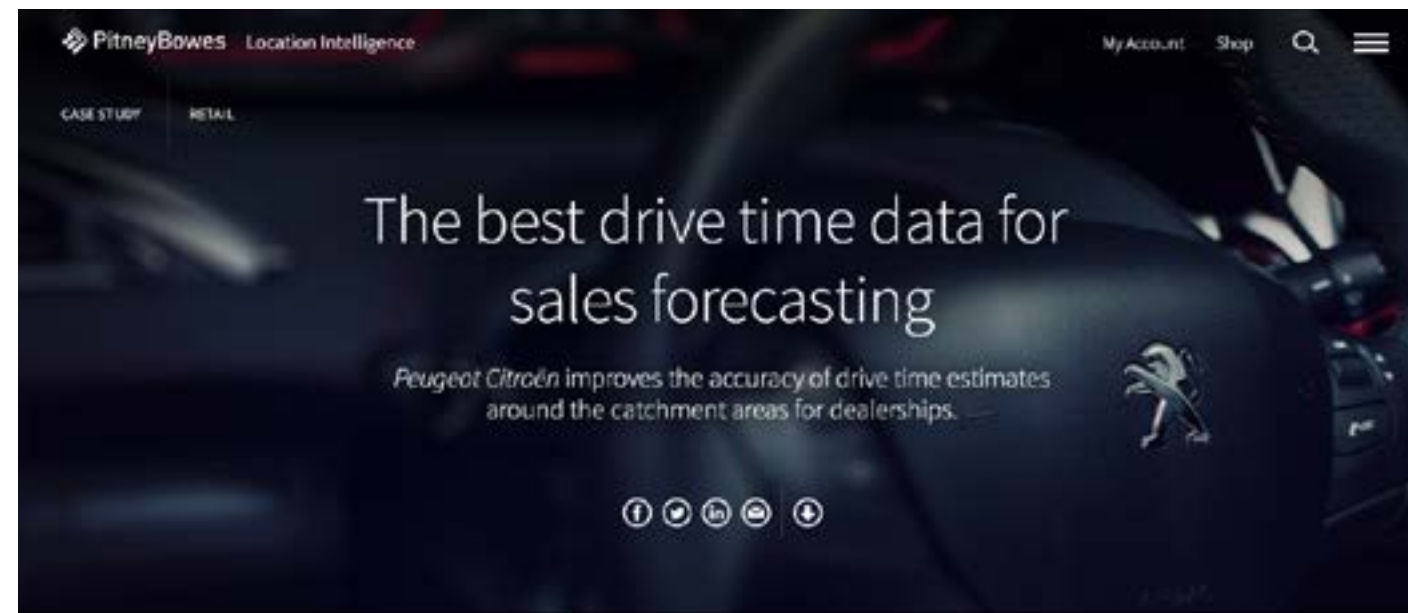 PitneyBowes Location Intelligence
My Account Shop
CASE STUDY RETAIL
The best drive time data for
sales forecasting
Peugeot Citroën improves the accuracy of drive time estimates
around the catchment areas for dealerships.